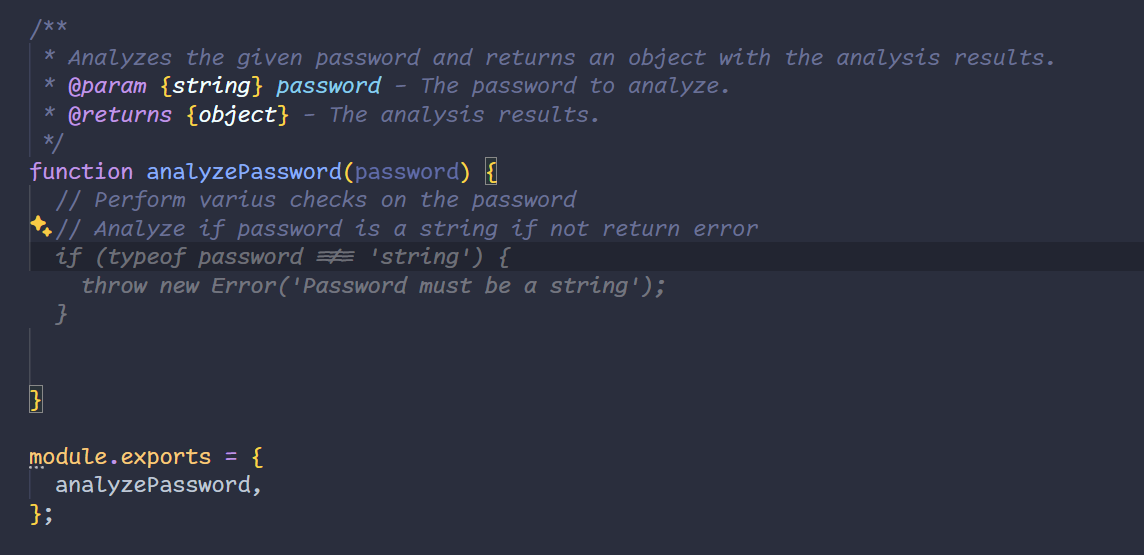 /**
 * Analyzes the given password and returns an object with the analysis results.
 * @param {string} password - The password to analyze.
 * @returns {object} - The analysis results.
 */
function analyzePassword(password) {
  // Perform varius checks on the password
  // Analyze if password is a string if not return error
  if (typeof password !== 'string') {
    throw new Error('Password must be a string');
  }
}
module.exports = {
  analyzePassword,
};